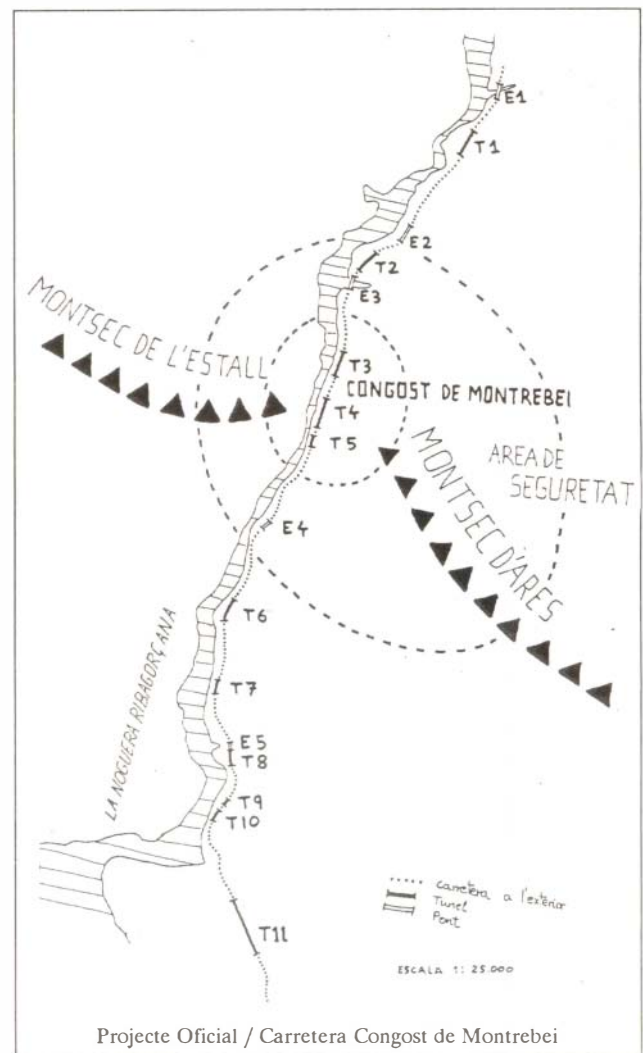 E1
T1
E2
T2
E3
MONTSEC DE L'ESTALL
T3
CONGOST DE MONTREBEI
T4
T5
AREA DE
SEGURETAT
MONTSEC D'ARES
E4
T6
LA NOGUERA RIBAGORÇANA
T7
E5
T8
T9
T10
T11
carretera a l'exterior
Tunel
Pont
ESCALA 1:25.000
Projecte Oficial / Carretera Congost de Montrebei